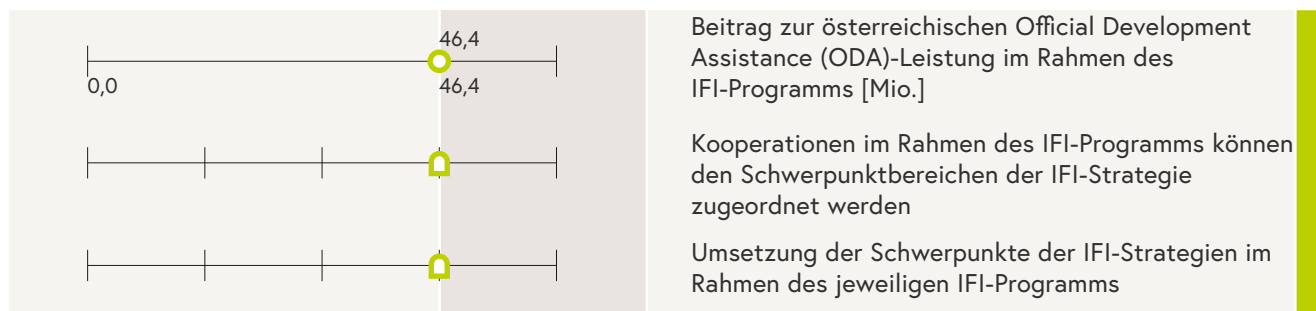 46,4
0,0
46,4
Beitrag zur österreichischen Official Development
Assistance (ODA)-Leistung im Rahmen des
IFI-Programms [Mio.]
Kooperationen im Rahmen des IFI-Programms können
den Schwerpunktbereichen der IFI-Strategie
zugeordnet werden
Umsetzung der Schwerpunkte der IFI-Strategien im
Rahmen des jeweiligen IFI-Programms